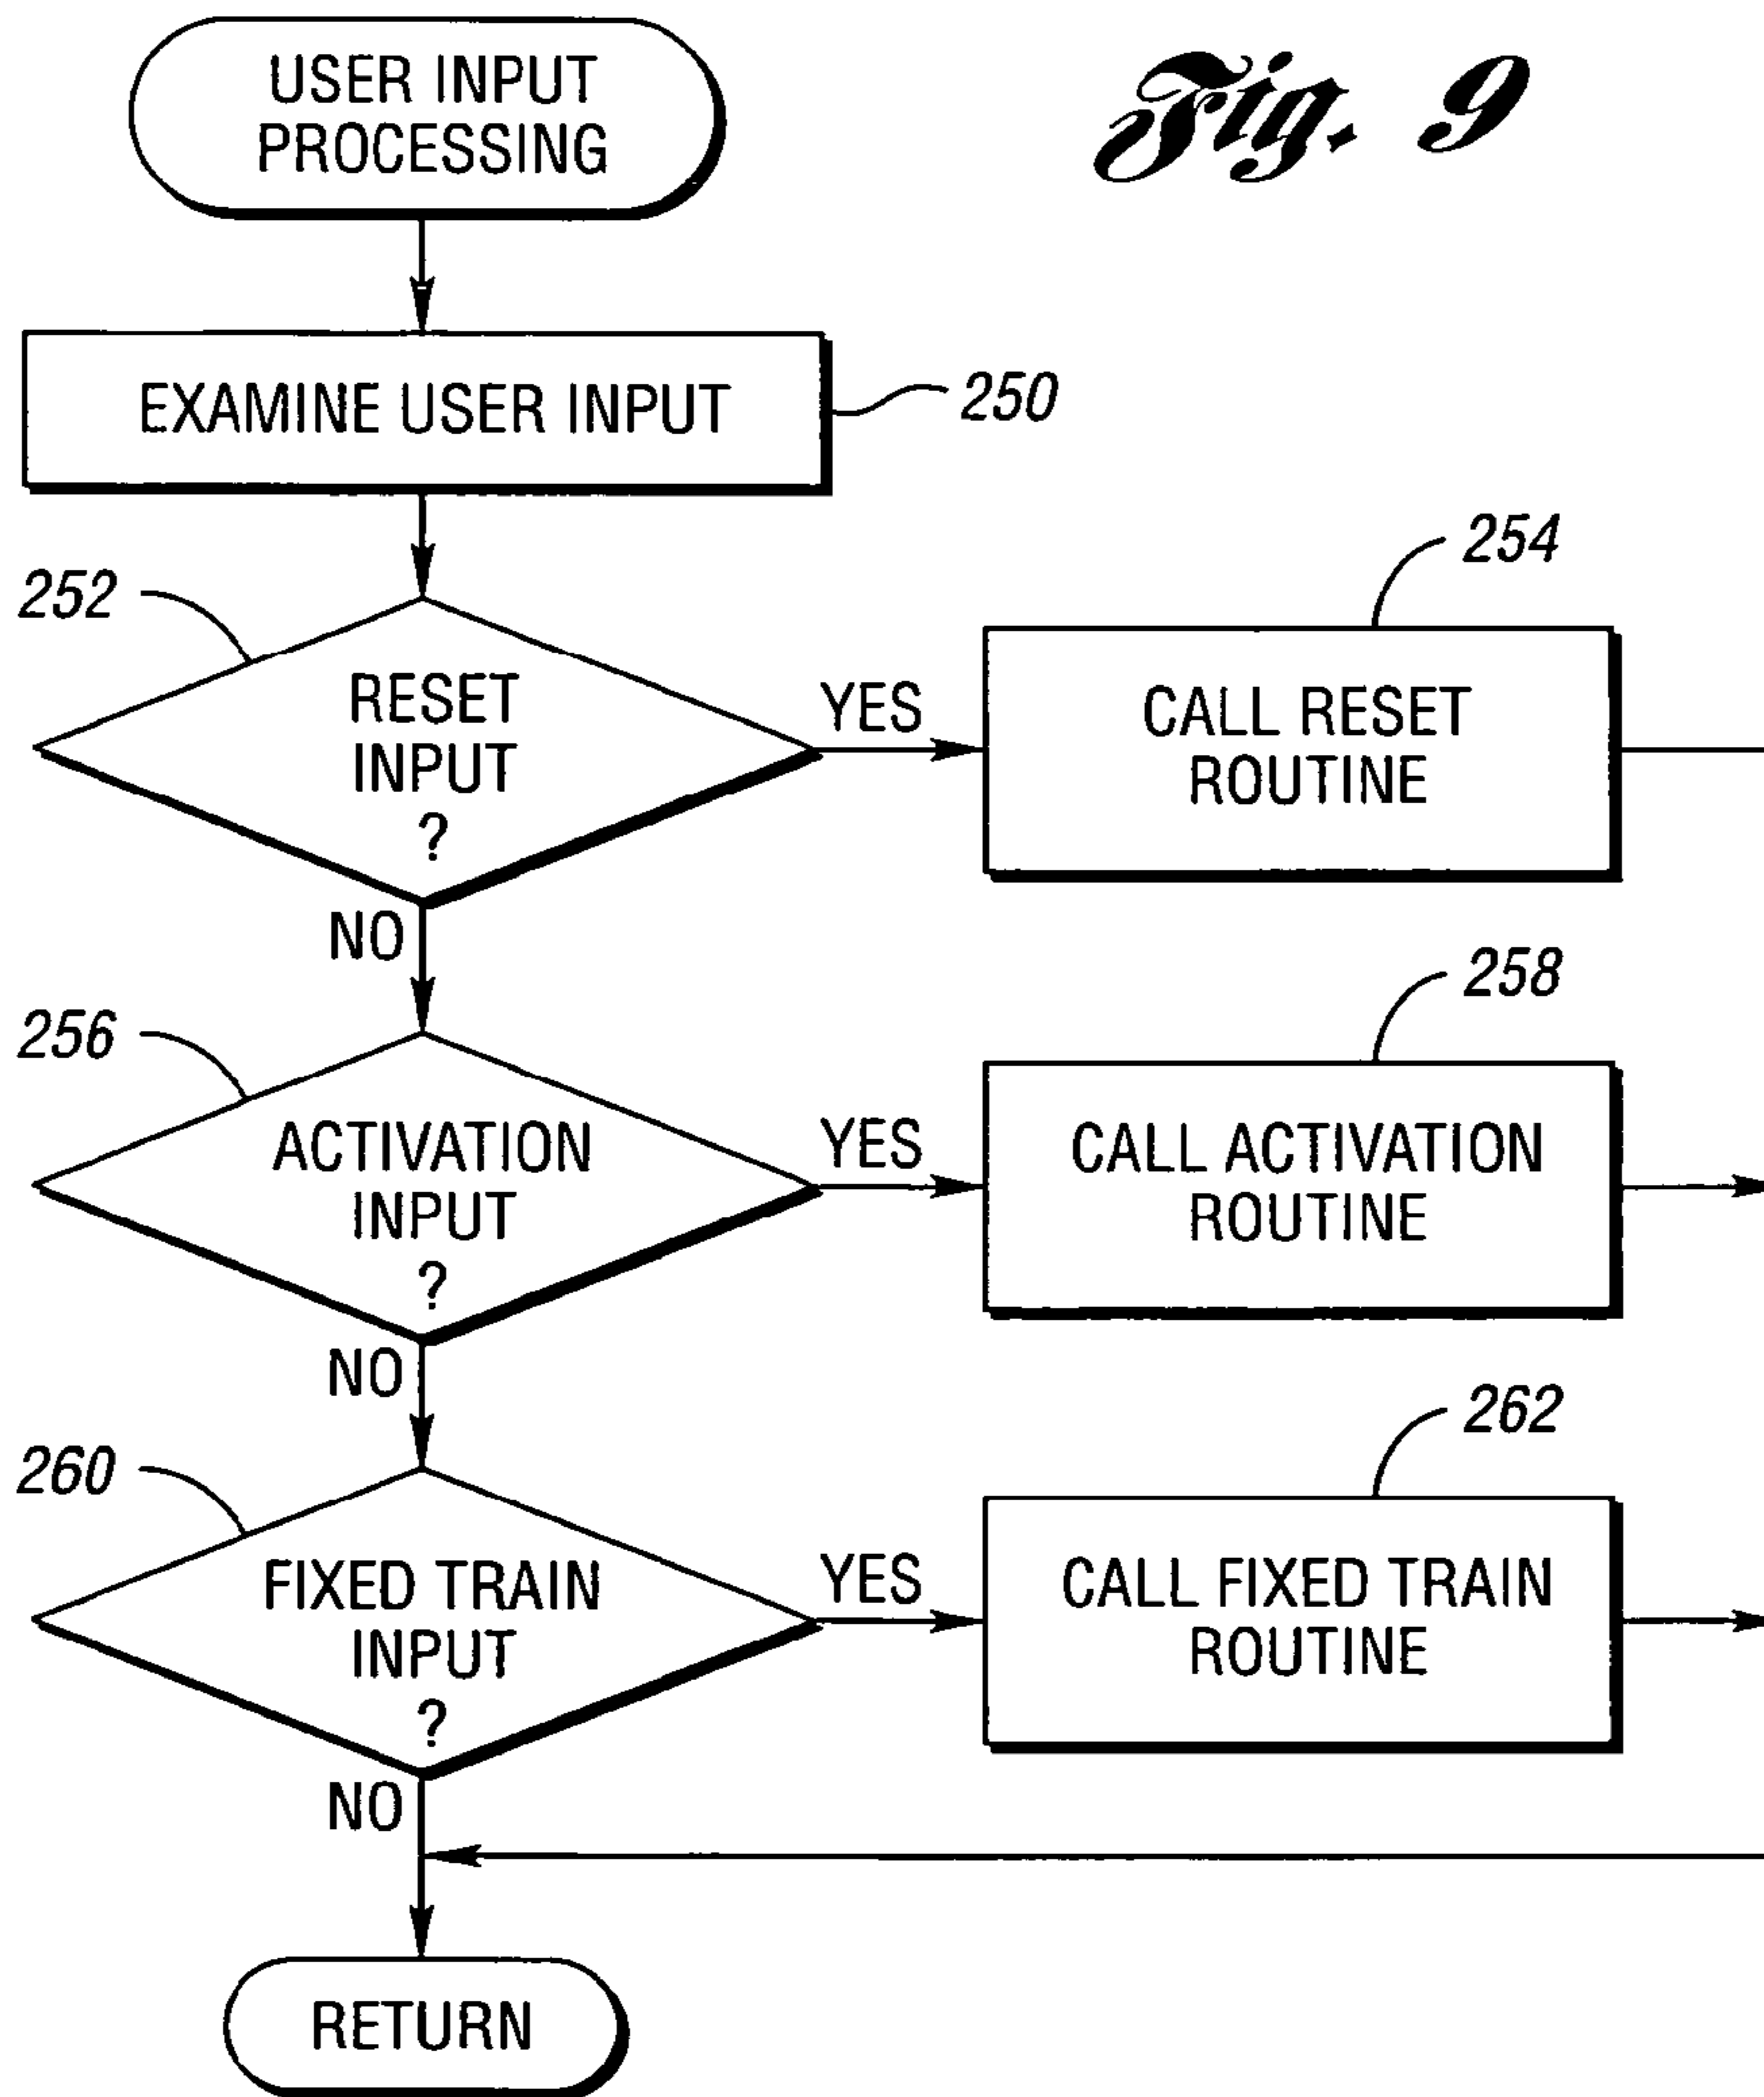 USER INPUT
PROCESSING
Fig. 9
EXAMINE USER INPUT
250
252
RESET
INPUT
?
YES
254
CALL RESET
ROUTINE
NO
256
ACTIVATION
INPUT
?
YES
258
CALL ACTIVATION
ROUTINE
NO
260
FIXED TRAIN
INPUT
?
YES
262
CALL FIXED TRAIN
ROUTINE
NO
RETURN